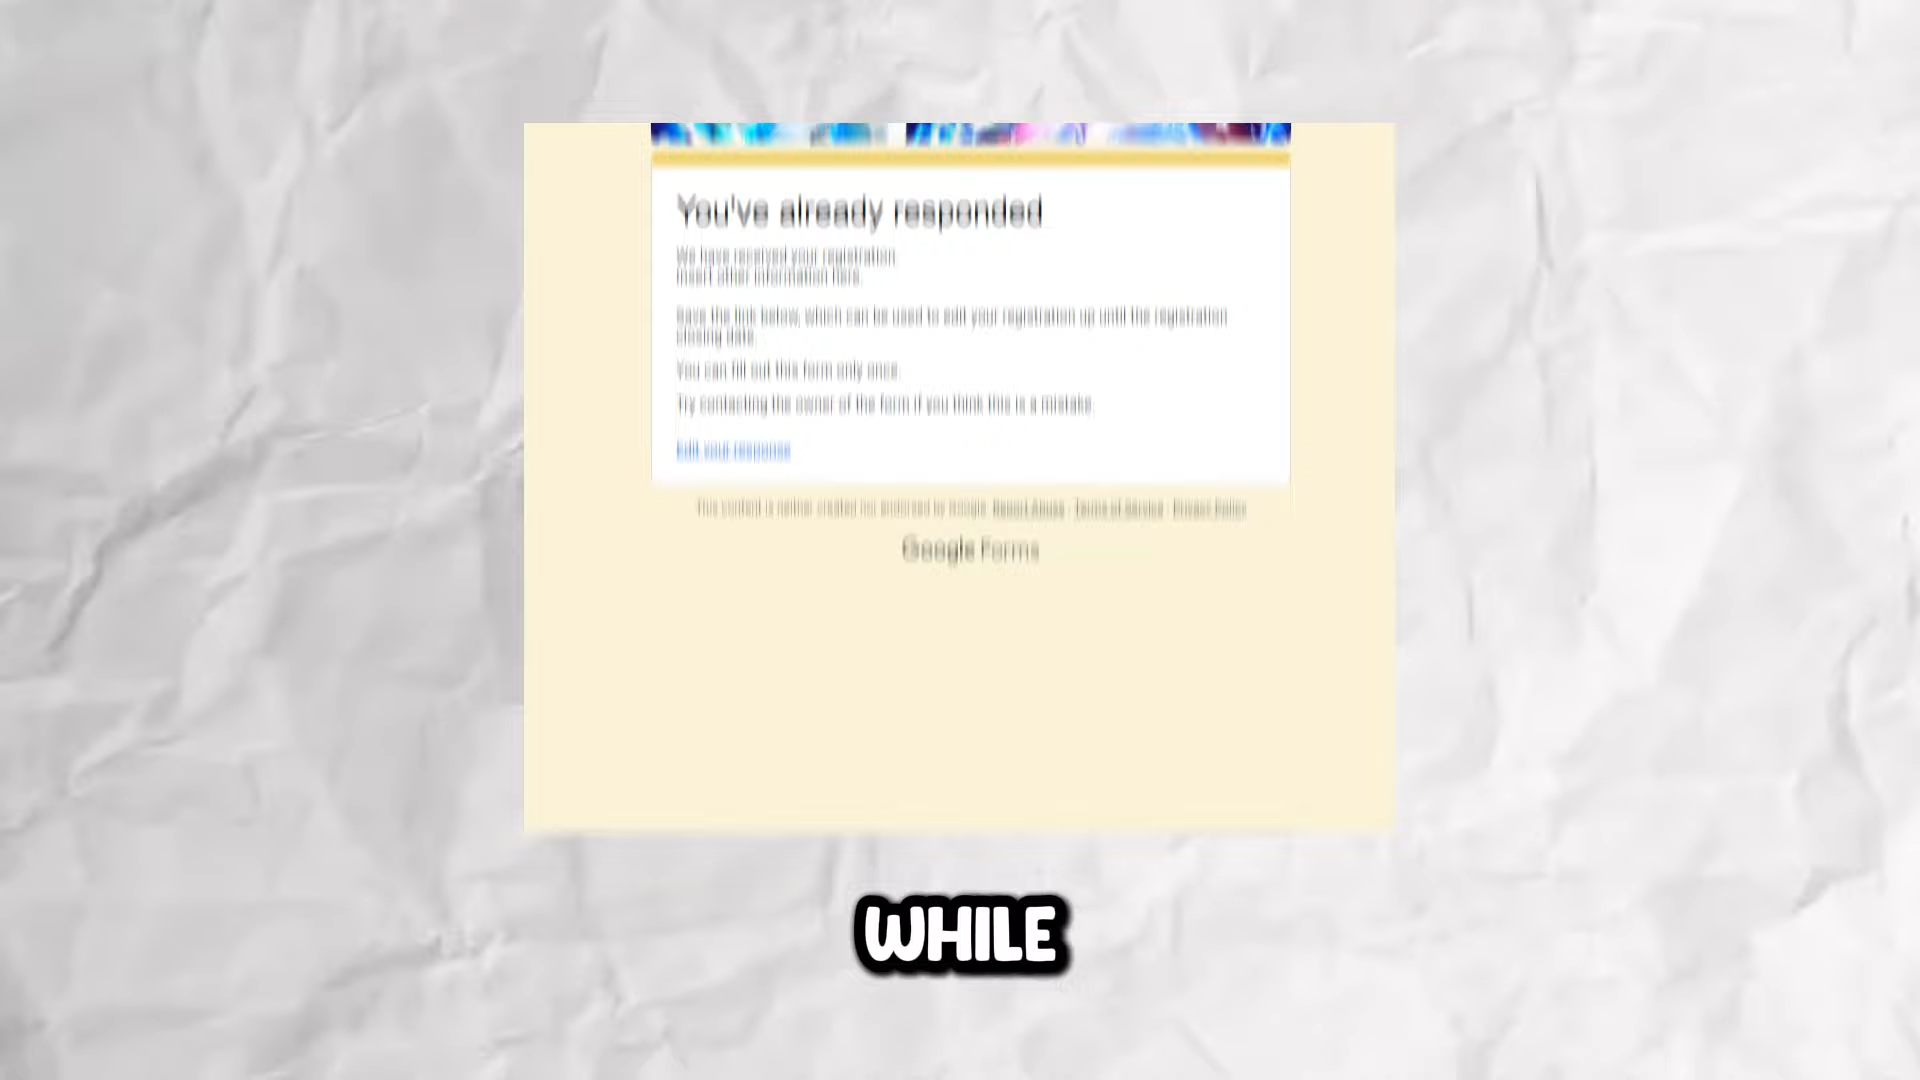 You've already responded
We have received your registration
Insert other information here.
Save the link below, which can be used to edit your registration up until the registration
closing date.
You can fill out this form only once.
Try contacting the owner of the form if you think this is a mistake.
Edit your response
This content is neither created nor endorsed by Google. Report Abuse - Terms of Service - Privacy Policy
Google Forms
WHILE